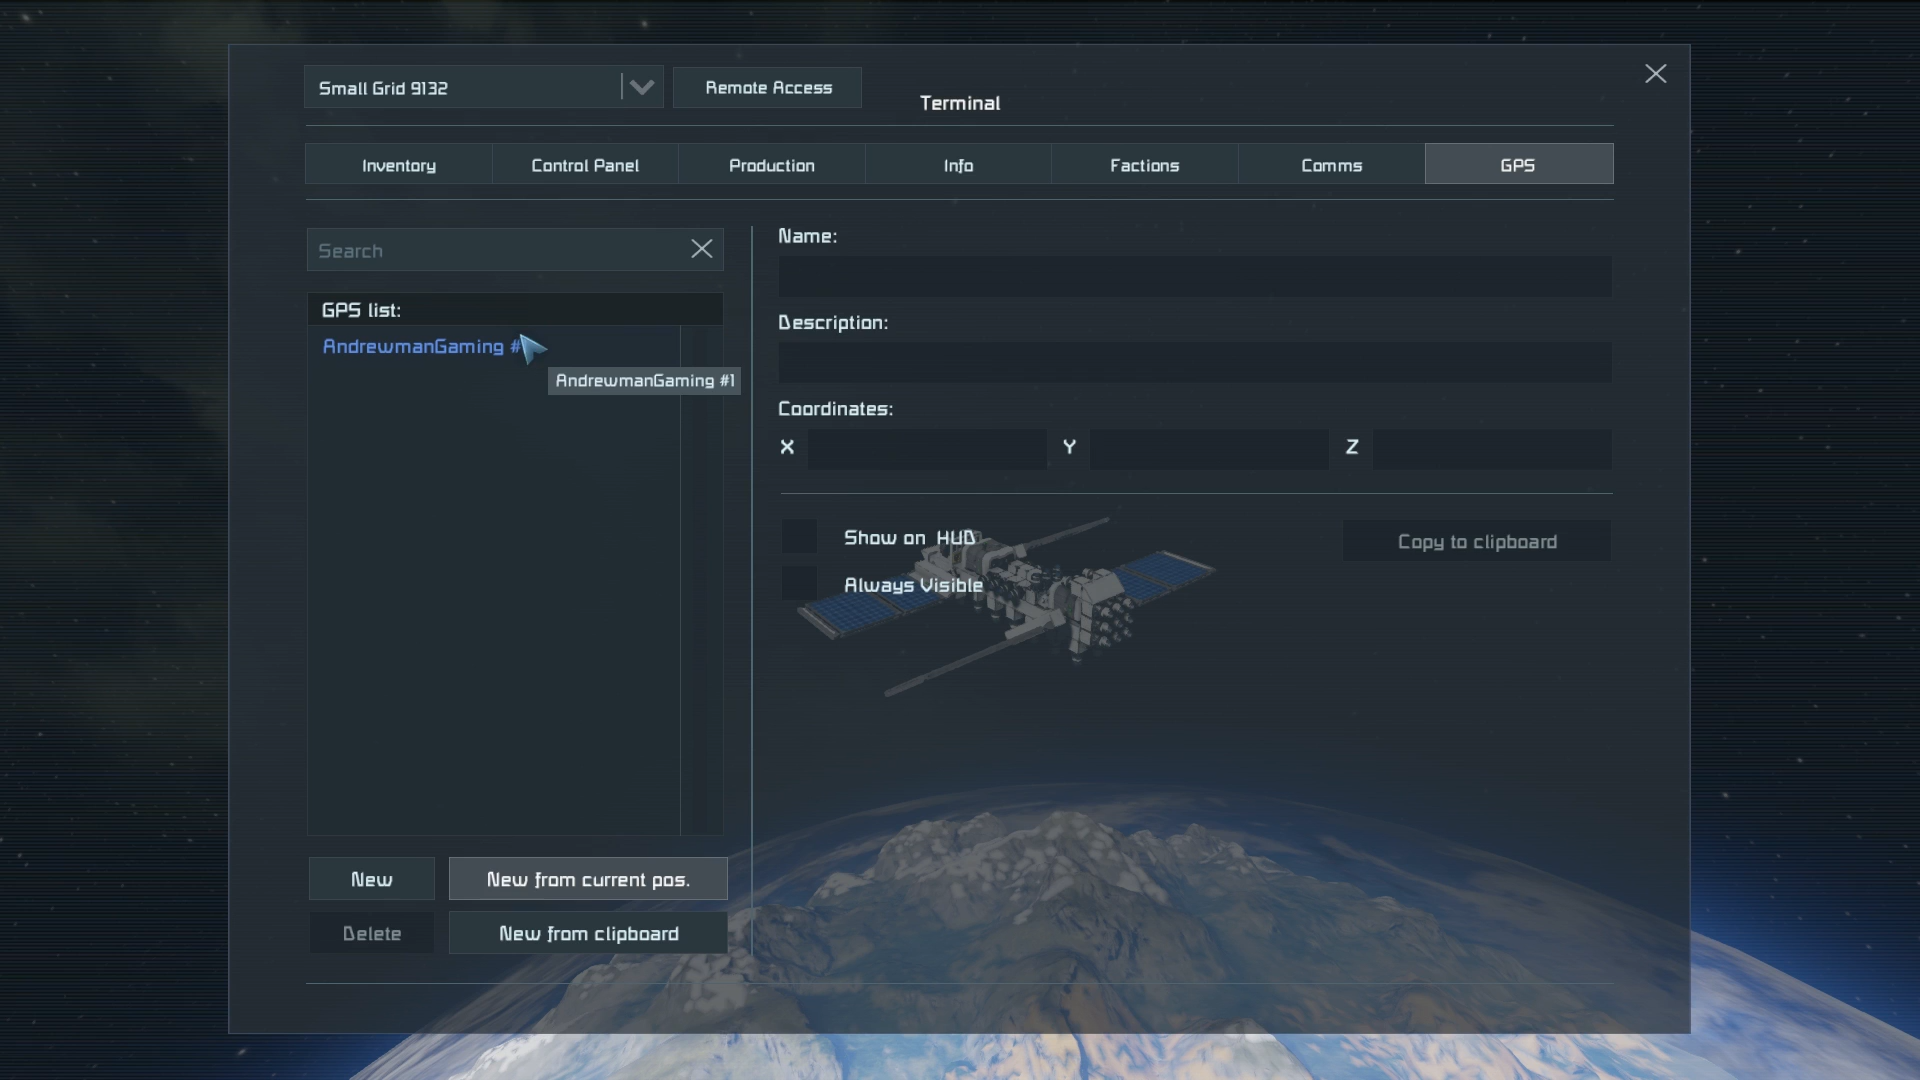 Small Grid 9132
Remote Access
Terminal
Inventory
Control Panel
Production
Info
Factions
Comms
GPS
Search
GPS list:
AndrewmanGaming #
AndrewmanGaming #1
New
New from current pos.
Delete
New from clipboard
Name:
Description:
Coordinates:
X
Y
Z
Show on HUD
Copy to clipboard
Always Visible